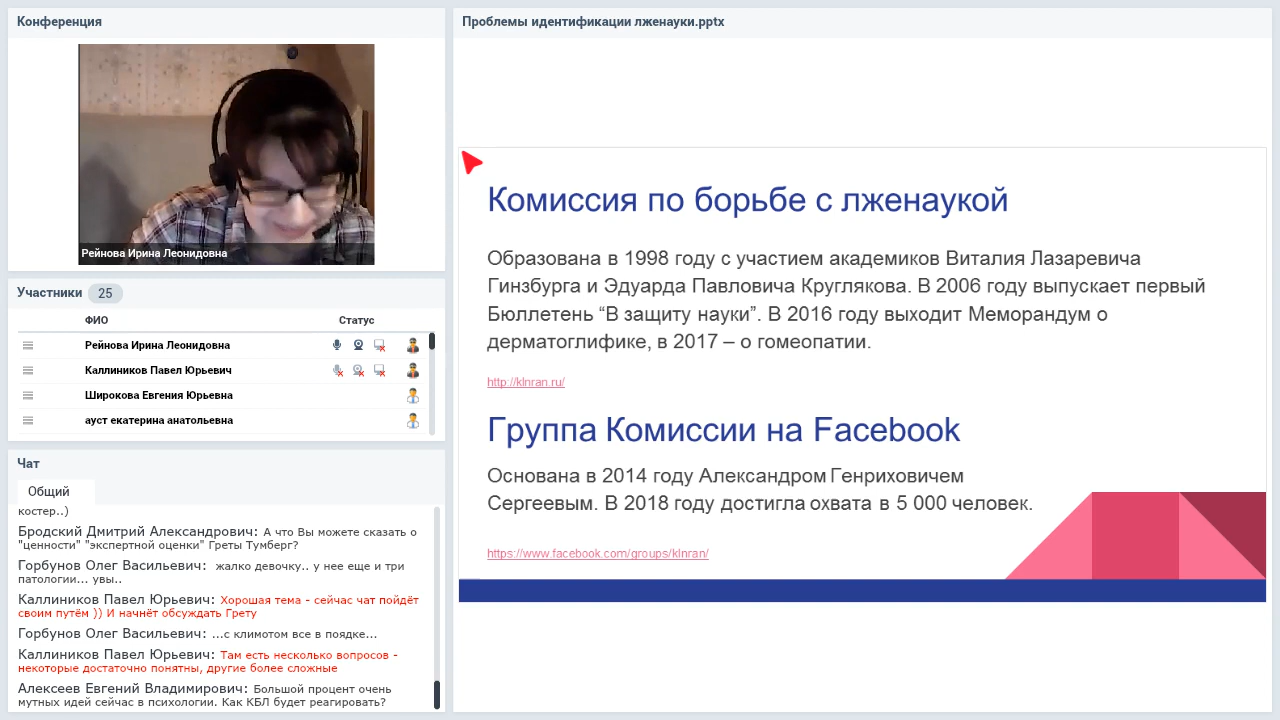 Конференция
Рейнова Ирина Леонидовна
Участники 25
ФИО Статус
Рейнова Ирина Леонидовна
Каллиников Павел Юрьевич
Широкова Евгения Юрьевна
ауст екатерина анатольевна
Чат
Общий
костер..)
Бродский Дмитрий Александрович: А что Вы можете сказать о
"ценности" "экспертной оценки" Греты Тумберг?
Горбунов Олег Васильевич: жалко девочку.. у нее еще и три
патологии... увы..
Каллиников Павел Юрьевич: Хорошая тема - сейчас чат пойдёт
своим путём )) И начнёт обсуждать Грету
Горбунов Олег Васильевич: ...с климотом все в поядке...
Каллиников Павел Юрьевич: Там есть несколько вопросов -
некоторые достаточно понятны, другие более сложные
Алексеев Евгений Владимирович: Большой процент очень
мутных идей сейчас в психологии. Как КБЛ будет реагировать?
Проблемы идентификации лженауки.pptx
Комиссия по борьбе с лженаукой
Образована в 1998 году с участием академиков Виталия Лазаревича
Гинзбурга и Эдуарда Павловича Круглякова. В 2006 году выпускает первый
Бюллетень “В защиту науки”. В 2016 году выходит Меморандум о
дерматоглифике, в 2017 – о гомеопатии.
http://klnran.ru/
Группа Комиссии на Facebook
Основана в 2014 году Александром Генриховичем
Сергеевым. В 2018 году достигла охвата в 5 000 человек.
https://www.facebook.com/groups/klnran/